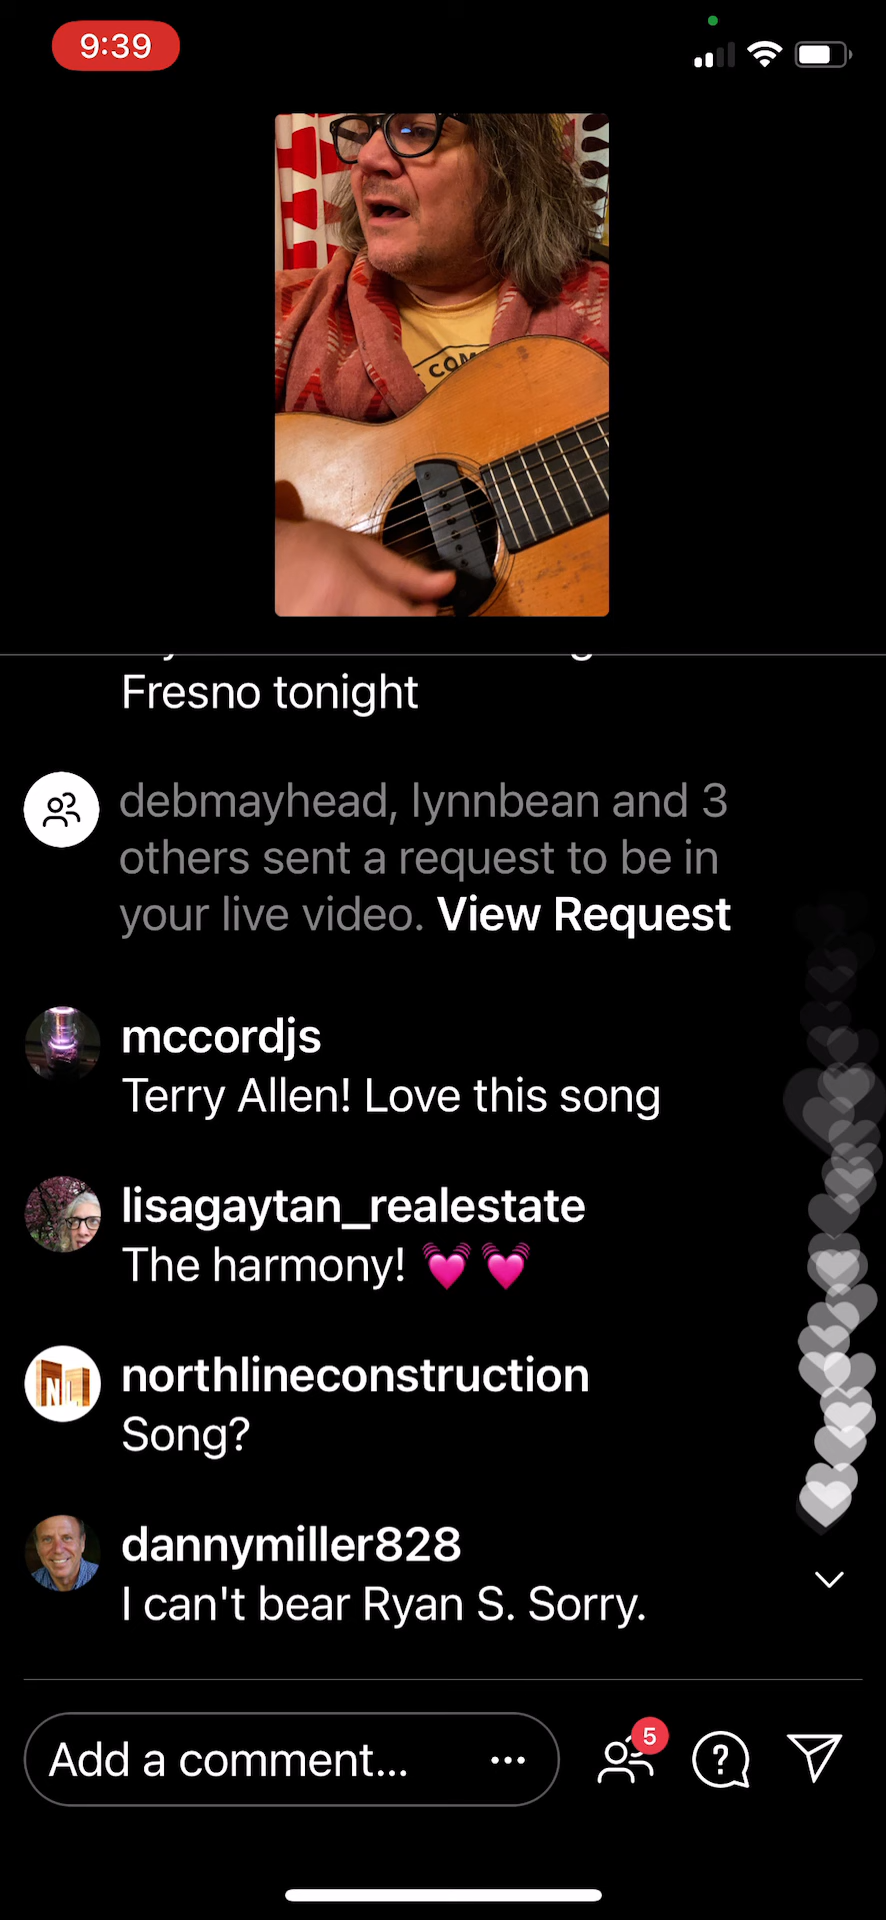 9:39
COM
Fresno tonight
debmayhead, lynnbean and 3
others sent a request to be in
your live video. View Request
mccordjs
Terry Allen! Love this song
lisagaytan_realestate
The harmony! 💓 💓
northlineconstruction
Song?
NL
dannymiller828
I can't bear Ryan S. Sorry.
Add a comment...
5
?